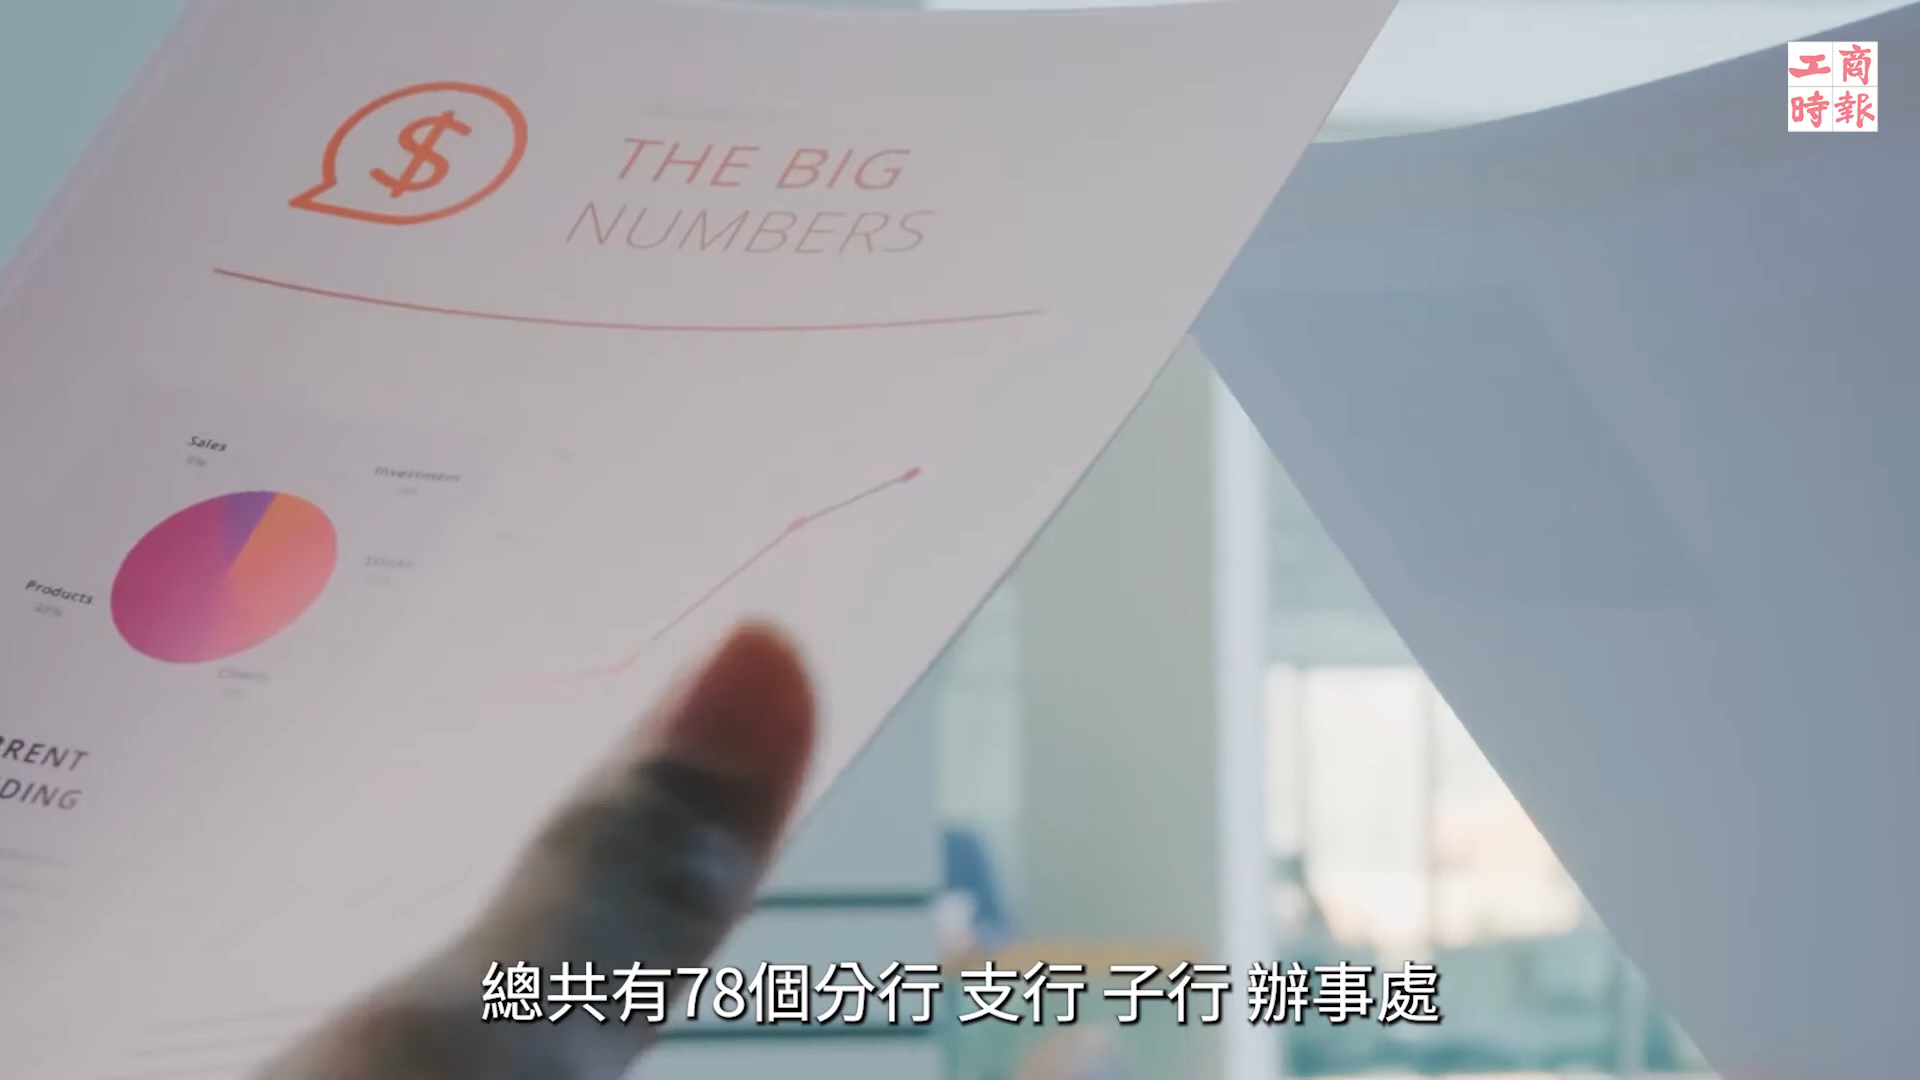 工商
時報
$
THE BIG
NUMBERS
Sales
Investment
Products
RRENT
DING
總共有78個分行 支行 子行 辦事處